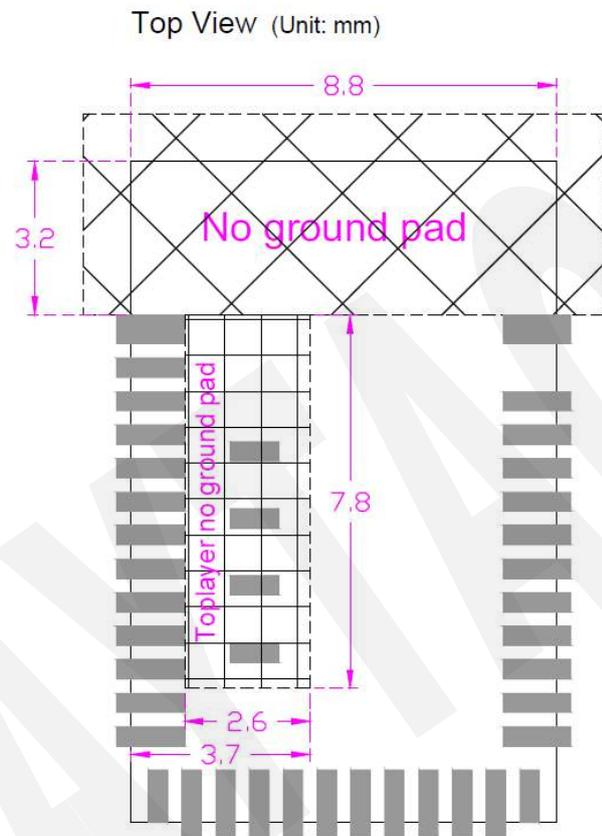 Top View (Unit: mm)
8.8
3.2
No ground pad
Toplayer no ground pad
7.8
2.6
3.7